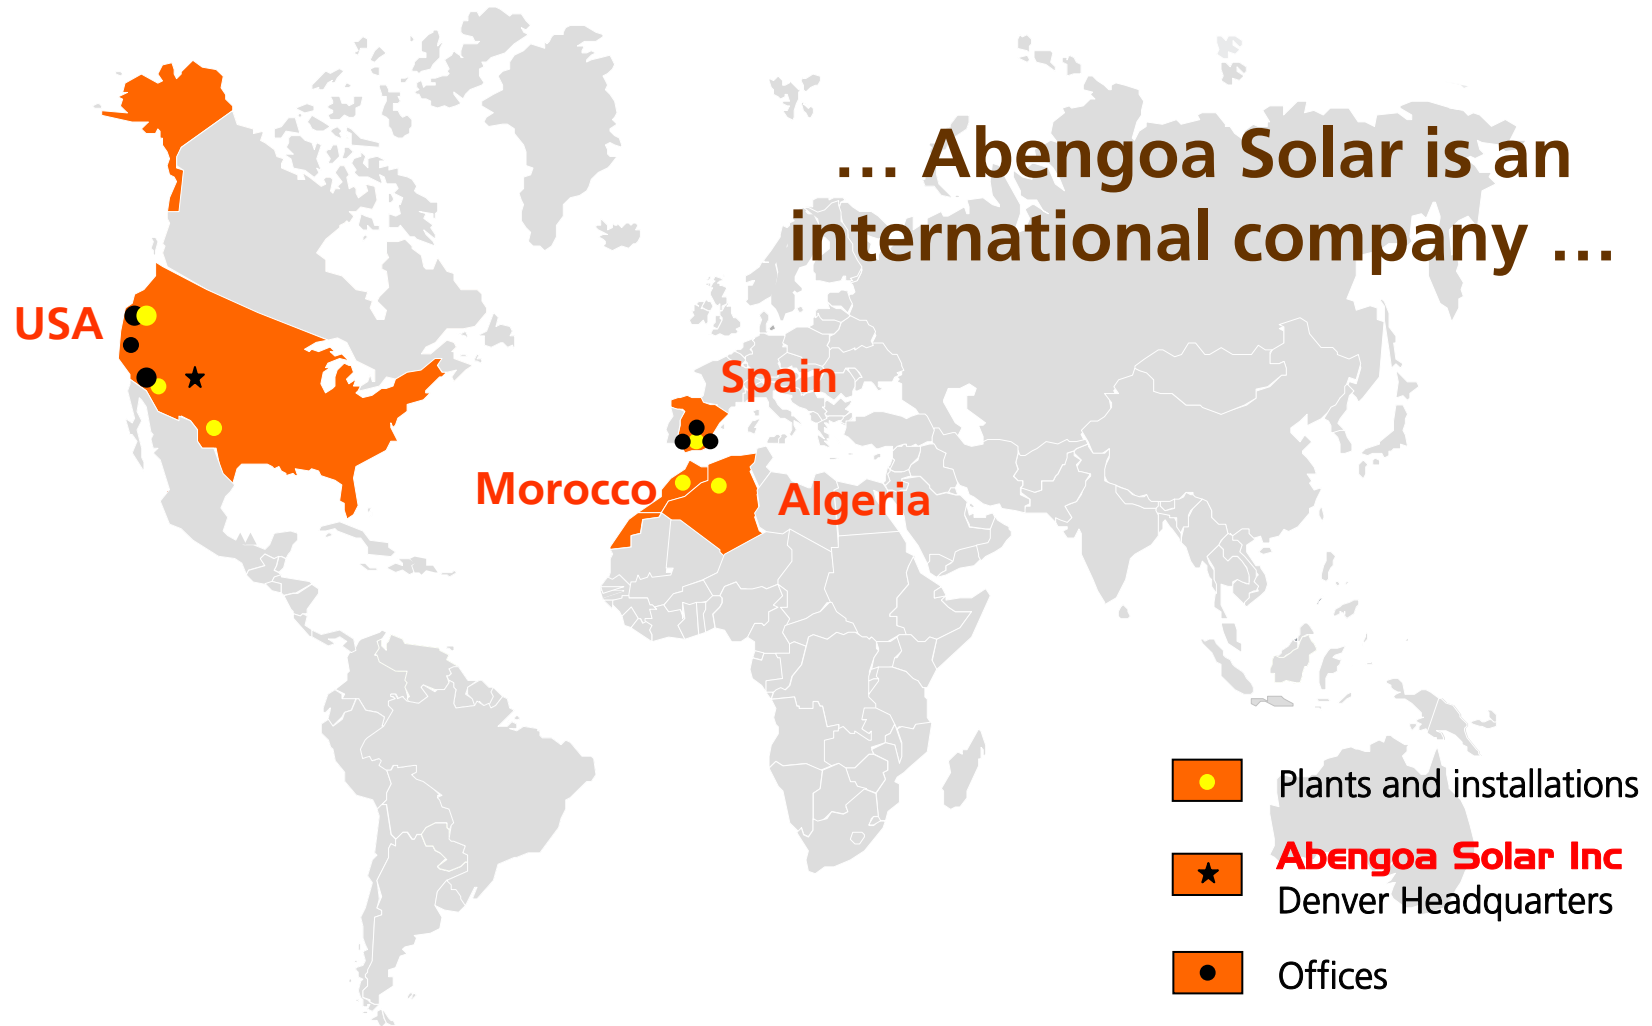 ... Abengoa Solar is an
international company ...
USA
Spain
Morocco
Algeria
Plants and installations
Abengoa Solar Inc
Denver Headquarters
Offices